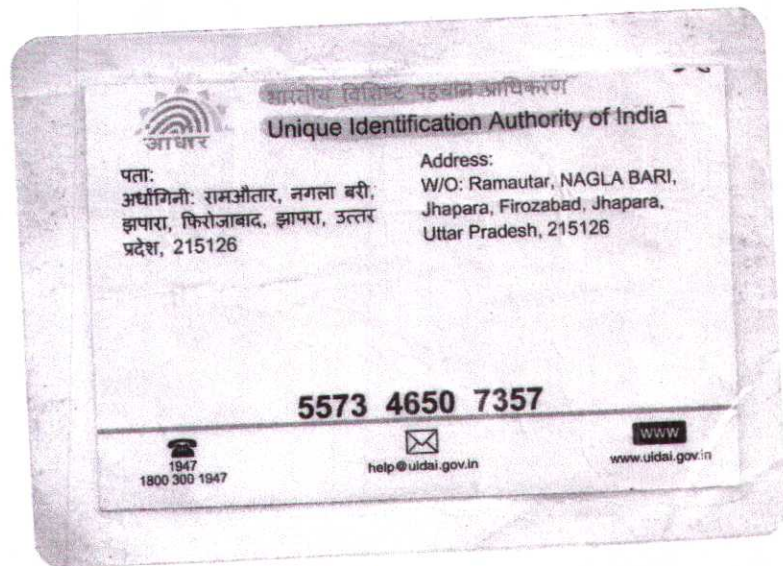 भारतीय विशिष्ट पहचान प्राधिकरण
Unique Identification Authority of India
आधार
पता:
अर्धांगिनी: रामऔतार, नगला बरी,
झपारा, फिरोजाबाद, झापरा, उत्तर
प्रदेश, 215126
Address:
W/O: Ramautar, NAGLA BARI,
Jhapara, Firozabad, Jhapara,
Uttar Pradesh, 215126
5573 4650 7357
1947
1800 300 1947
help@uidai.gov.in
www
www.uidai.gov.in